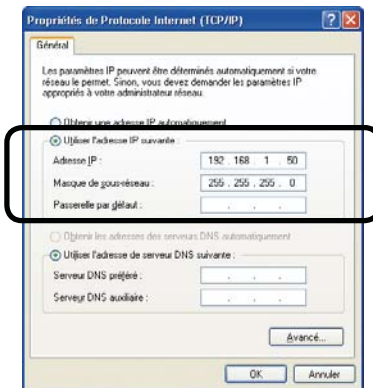 Propriétés de Protocole Internet (TCP/IP)
Général
Les paramètres IP peuvent être déterminés automatiquement si votre
réseau le permet. Sinon, vous devez demander les paramètres IP
appropriés à votre administrateur réseau.
Obtenir une adresse IP automatiquement
Utiliser l'adresse IP suivante :
Adresse IP : 192 . 168 . 1 . 50
Masque de sous-réseau : 255 . 255 . 255 . 0
Passerelle par défaut : . . .
Obtenir les adresses des serveurs DNS automatiquement
Utiliser l'adresse de serveur DNS suivante :
Serveur DNS préféré : . . .
Serveur DNS auxiliaire : . . .
Avancé...
OK Annuler